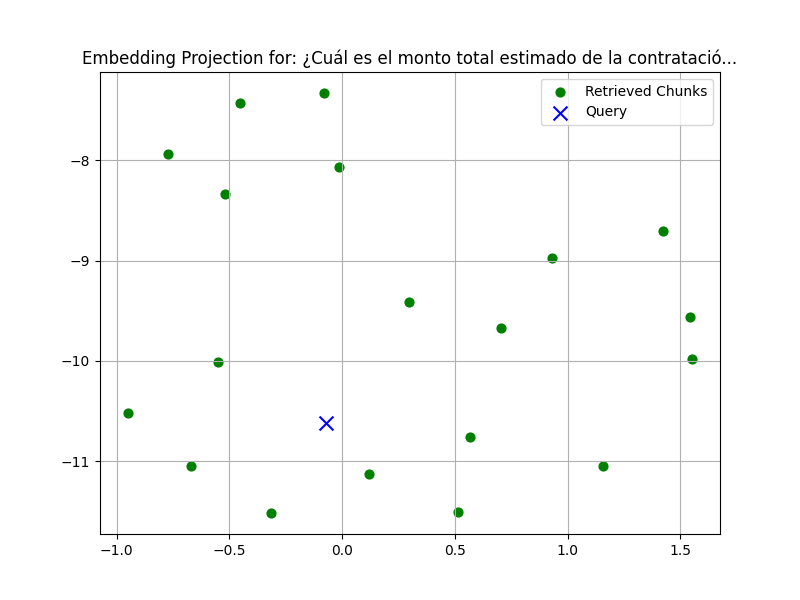 Embedding Projection for: ¿Cuál es el monto total estimado de la contratació...
Retrieved Chunks
Query
−8
−9
−10
−11
−1.0 −0.5 0.0 0.5 1.0 1.5